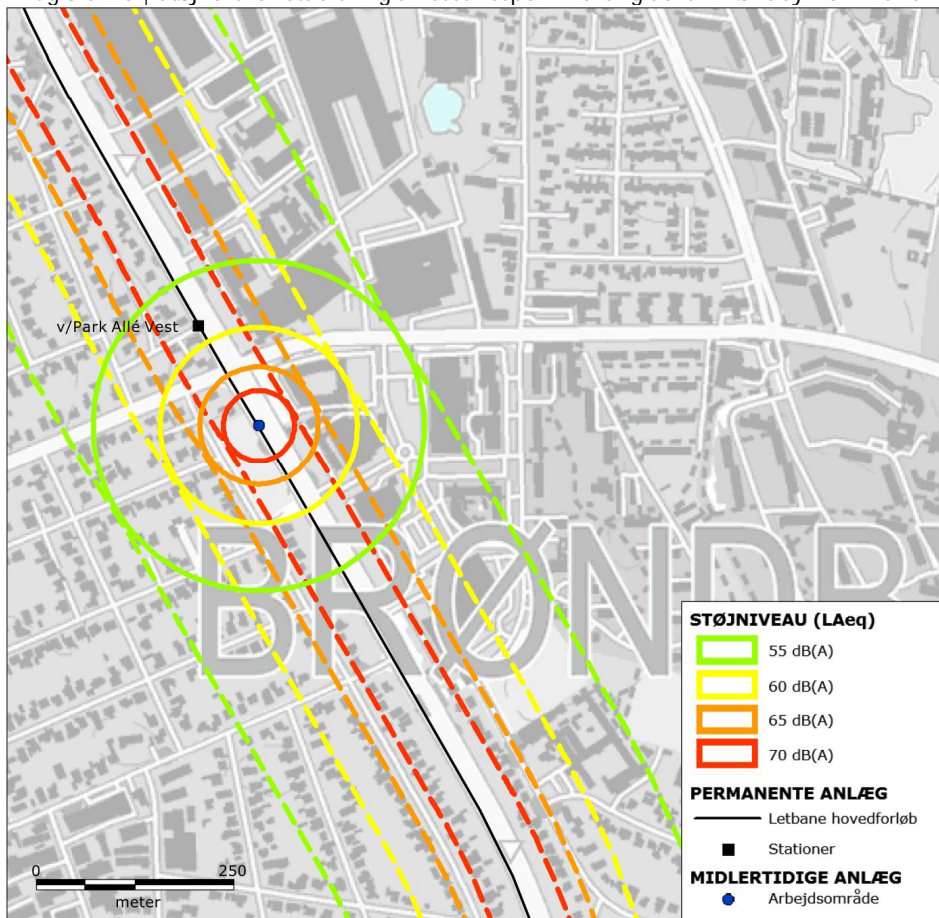 v/Park Allé Vest
BRØNDBY
STØJNIVEAU (LAeq)
55 dB(A)
60 dB(A)
65 dB(A)
70 dB(A)
PERMANENTE ANLÆG
Letbane hovedforløb
Stationer
MIDLERTIDIGE ANLÆG
Arbejdsområde
0 250
meter